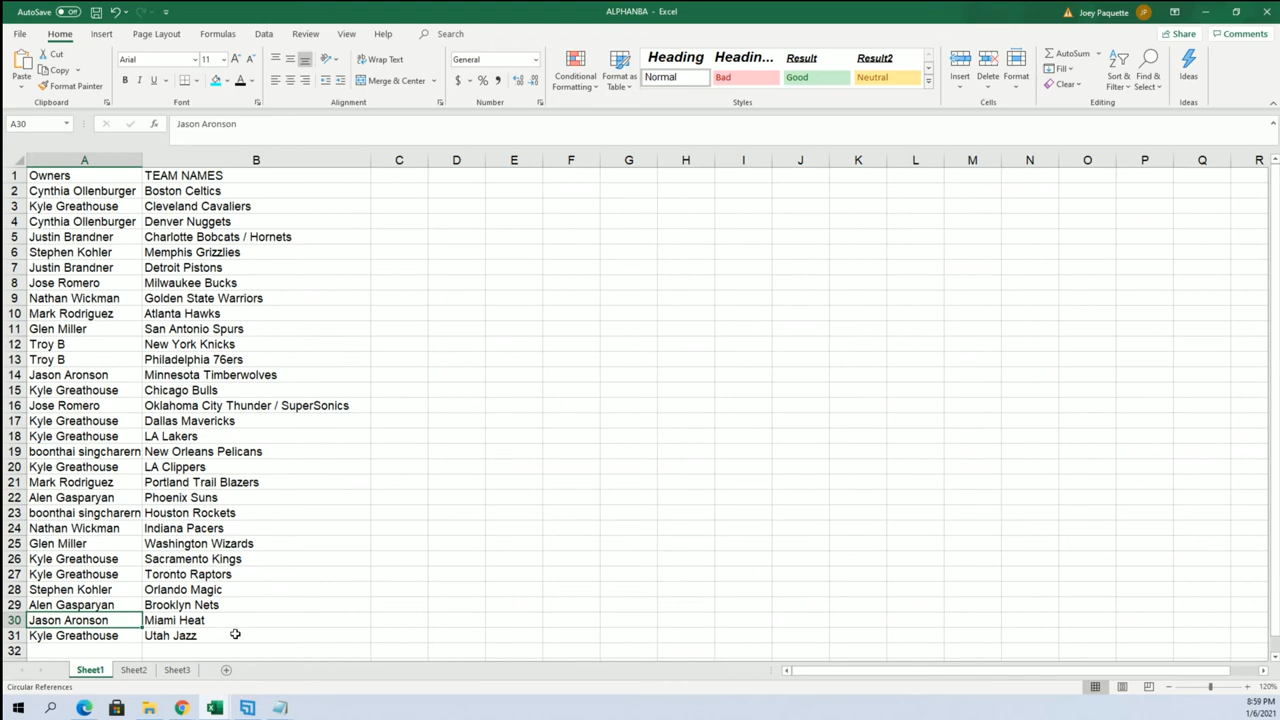 AutoSave Off ALPHANBA - Excel Joey Paquette JP
File Home Insert Page Layout Formulas Data Review View Help Search Share Comments
Paste Cut Copy Format Painter Clipboard
Arial 11 A A B I U A Font
Wrap Text Merge & Center Alignment
General $ % Number
Conditional Formatting Format as Table
Heading Headin... Result Result2
Normal Bad Good Neutral
Styles
Insert Delete Format Cells
AutoSum Fill Clear Sort & Filter Find & Select Editing
Ideas Ideas
A30 fx Jason Aronson
A B C D E F G H I J K L M N O P Q R
1 Owners TEAM NAMES
2 Cynthia Ollenburger Boston Celtics
3 Kyle Greathouse Cleveland Cavaliers
4 Cynthia Ollenburger Denver Nuggets
5 Justin Brandner Charlotte Bobcats / Hornets
6 Stephen Kohler Memphis Grizzlies
7 Justin Brandner Detroit Pistons
8 Jose Romero Milwaukee Bucks
9 Nathan Wickman Golden State Warriors
10 Mark Rodriguez Atlanta Hawks
11 Glen Miller San Antonio Spurs
12 Troy B New York Knicks
13 Troy B Philadelphia 76ers
14 Jason Aronson Minnesota Timberwolves
15 Kyle Greathouse Chicago Bulls
16 Jose Romero Oklahoma City Thunder / SuperSonics
17 Kyle Greathouse Dallas Mavericks
18 Kyle Greathouse LA Lakers
19 boonthai singcharern New Orleans Pelicans
20 Kyle Greathouse LA Clippers
21 Mark Rodriguez Portland Trail Blazers
22 Alen Gasparyan Phoenix Suns
23 boonthai singcharern Houston Rockets
24 Nathan Wickman Indiana Pacers
25 Glen Miller Washington Wizards
26 Kyle Greathouse Sacramento Kings
27 Kyle Greathouse Toronto Raptors
28 Stephen Kohler Orlando Magic
29 Alen Gasparyan Brooklyn Nets
30 Jason Aronson Miami Heat
31 Kyle Greathouse Utah Jazz
32
Sheet1 Sheet2 Sheet3
Circular References 120%
8:59 PM
1/6/2021